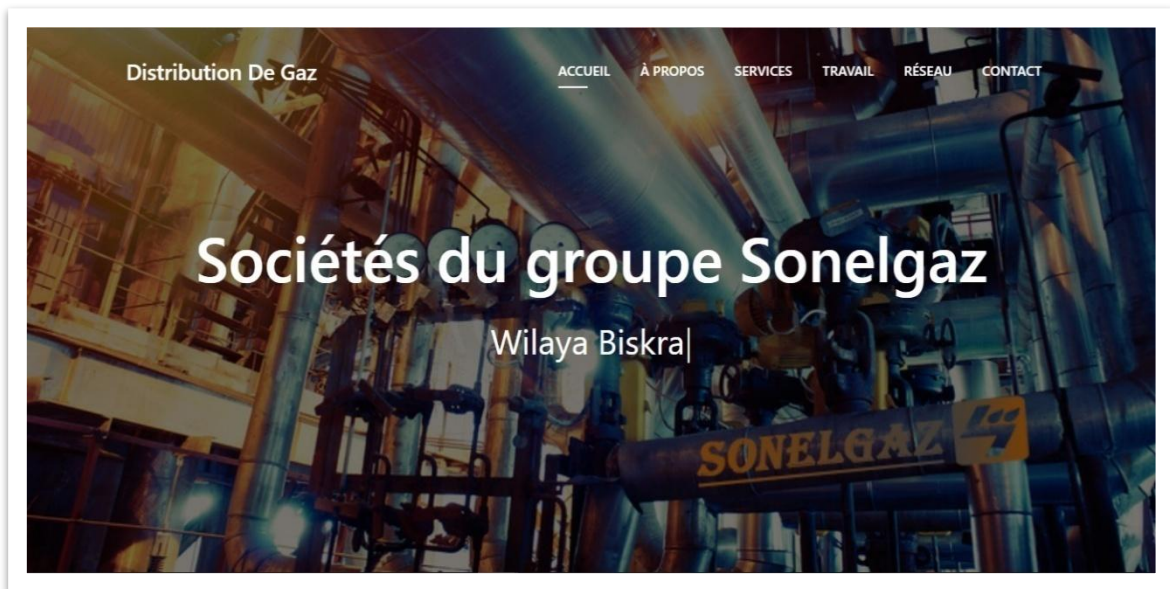 Distribution De Gaz
ACCUEIL À PROPOS SERVICES TRAVAIL RÉSEAU CONTACT
Sociétés du groupe Sonelgaz
Wilaya Biskra|
SONELGAZ